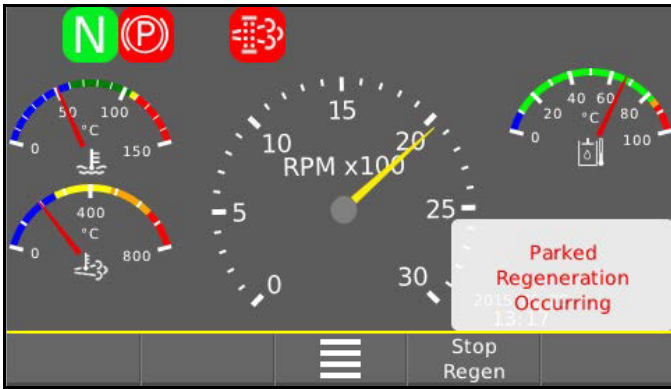 N (P)
50 100
°C
0 150
400
°C
0 800
15
10 20
RPM x100
5 25
0 30
40 60
20 80
°C
0 100
Parked
Regeneration
Occurring
2015
13:17
Stop
Regen